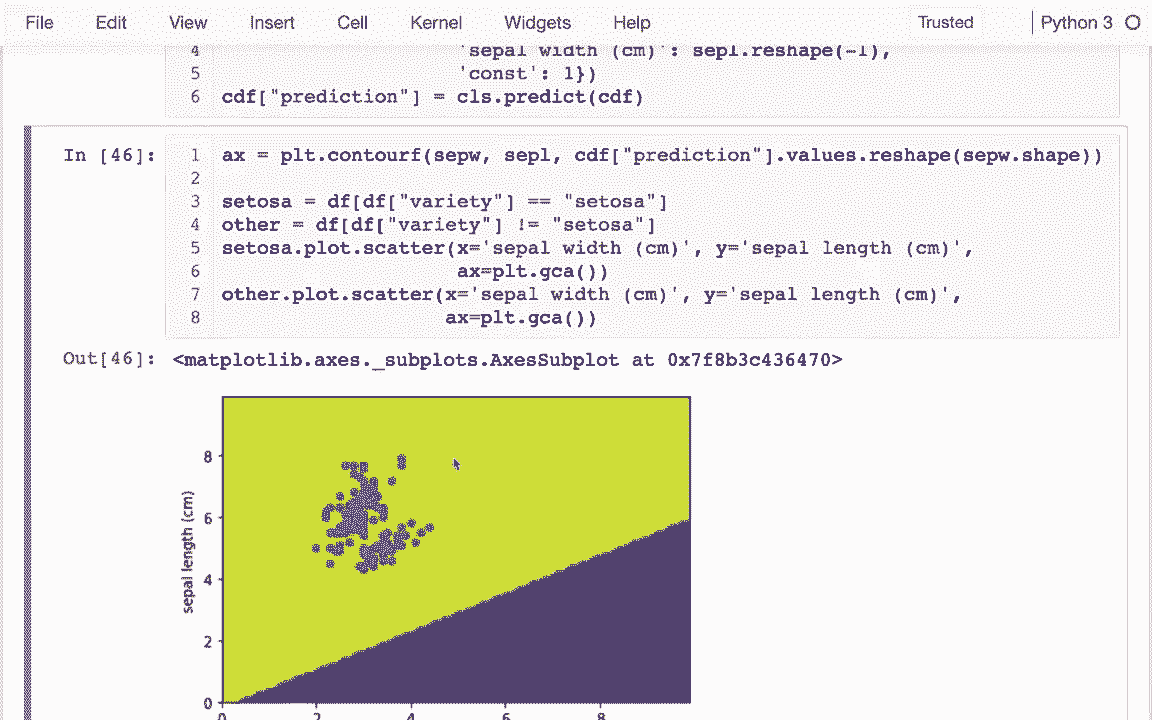 File Edit View Insert Cell Kernel Widgets Help Trusted Python 3
4 'sepal width (cm)': sepl.reshape(-1),
5 'const': 1})
6 cdf["prediction"] = cls.predict(cdf)
In [46]:
1 ax = plt.contourf(sepw, sepl, cdf["prediction"].values.reshape(sepw.shape))
2
3 setosa = df[df["variety"] == "setosa"]
4 other = df[df["variety"] != "setosa"]
5 setosa.plot.scatter(x='sepal width (cm)', y='sepal length (cm)',
6 ax=plt.gca())
7 other.plot.scatter(x='sepal width (cm)', y='sepal length (cm)',
8 ax=plt.gca())
Out[46]: <matplotlib.axes._subplots.AxesSubplot at 0x7f8b3c436470>
8
6
sepal length (cm)
4
2
0
0 2 4 6 8